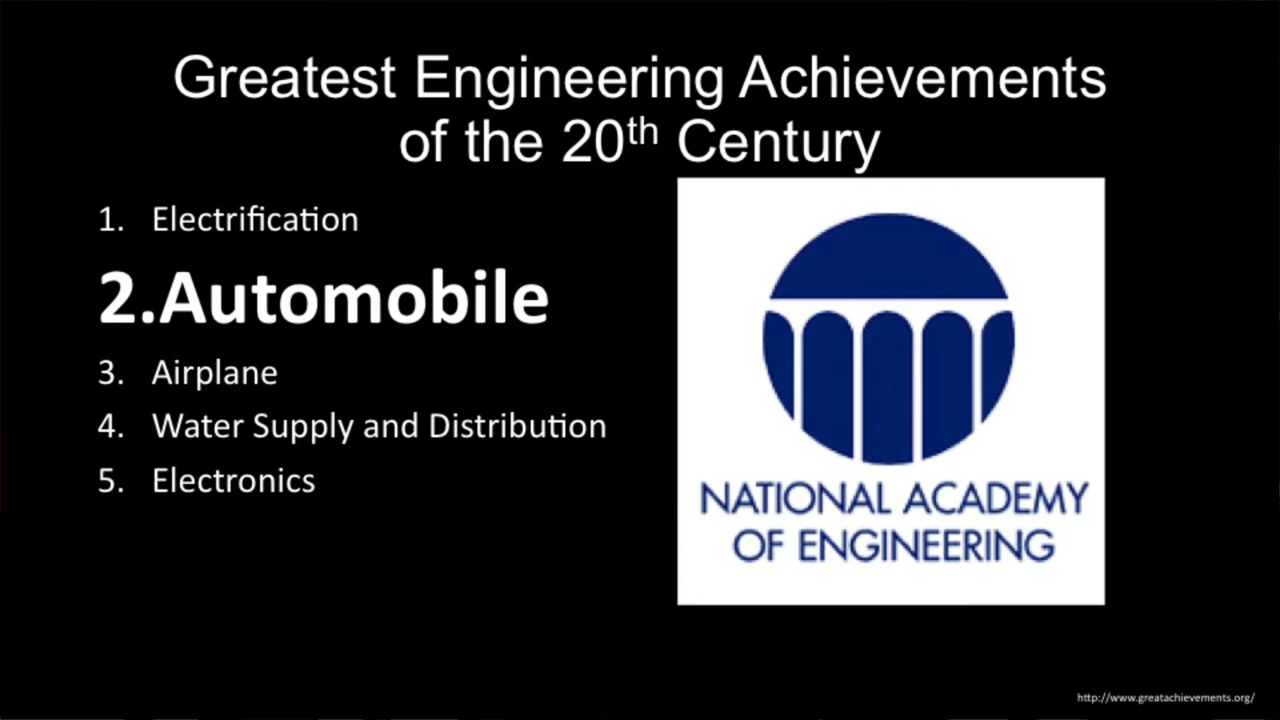 Greatest Engineering Achievements
of the 20th Century
1. Electrification
2.Automobile
3. Airplane
4. Water Supply and Distribution
5. Electronics
NATIONAL ACADEMY
OF ENGINEERING
http://www.greatachievements.org/